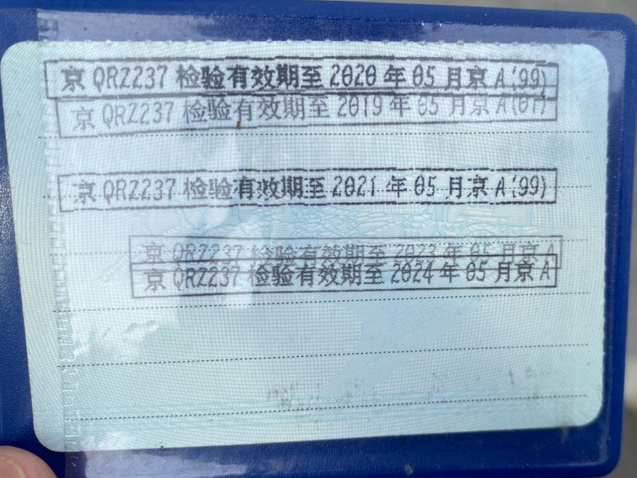 京 QRZ237 检验有效期至 2020 年 05 月京 A(99)
京 QRZ237 检验有效期至 2019 年 05 月京 A(01)
京 QRZ237 检验有效期至 2021 年 05 月京 A(99)
京 QRZ237 检验有效期至 2023 年 05 月京 A
京 QRZ237 检验有效期至 2024 年 05 月京 A